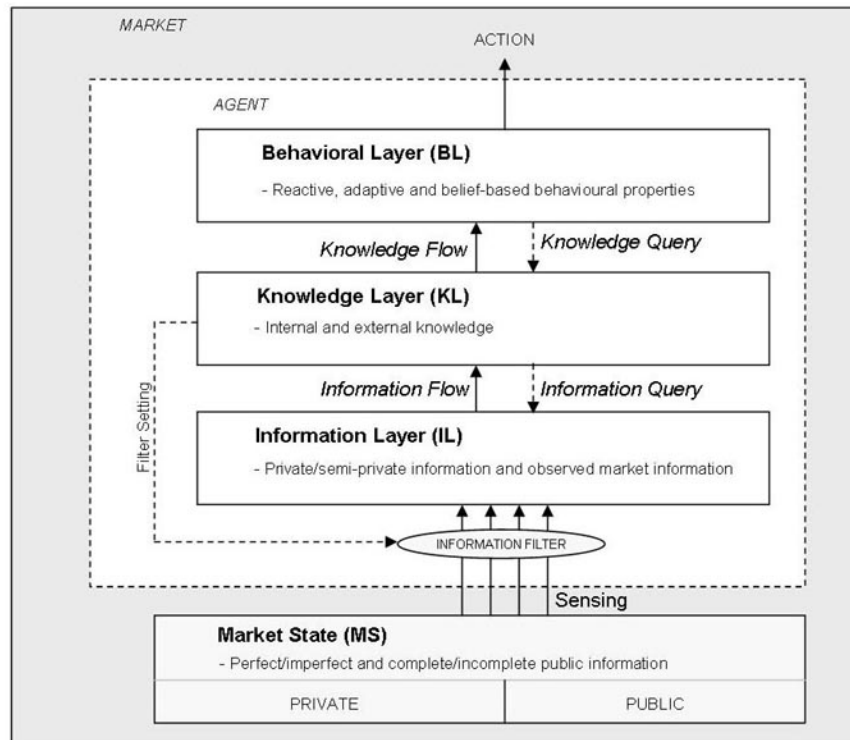 MARKET
ACTION
AGENT
Behavioral Layer (BL)
- Reactive, adaptive and belief-based behavioural properties
Knowledge Flow
Knowledge Query
Knowledge Layer (KL)
- Internal and external knowledge
Filter Setting
Information Flow
Information Query
Information Layer (IL)
- Private/semi-private information and observed market information
INFORMATION FILTER
Sensing
Market State (MS)
- Perfect/imperfect and complete/incomplete public information
PRIVATE
PUBLIC